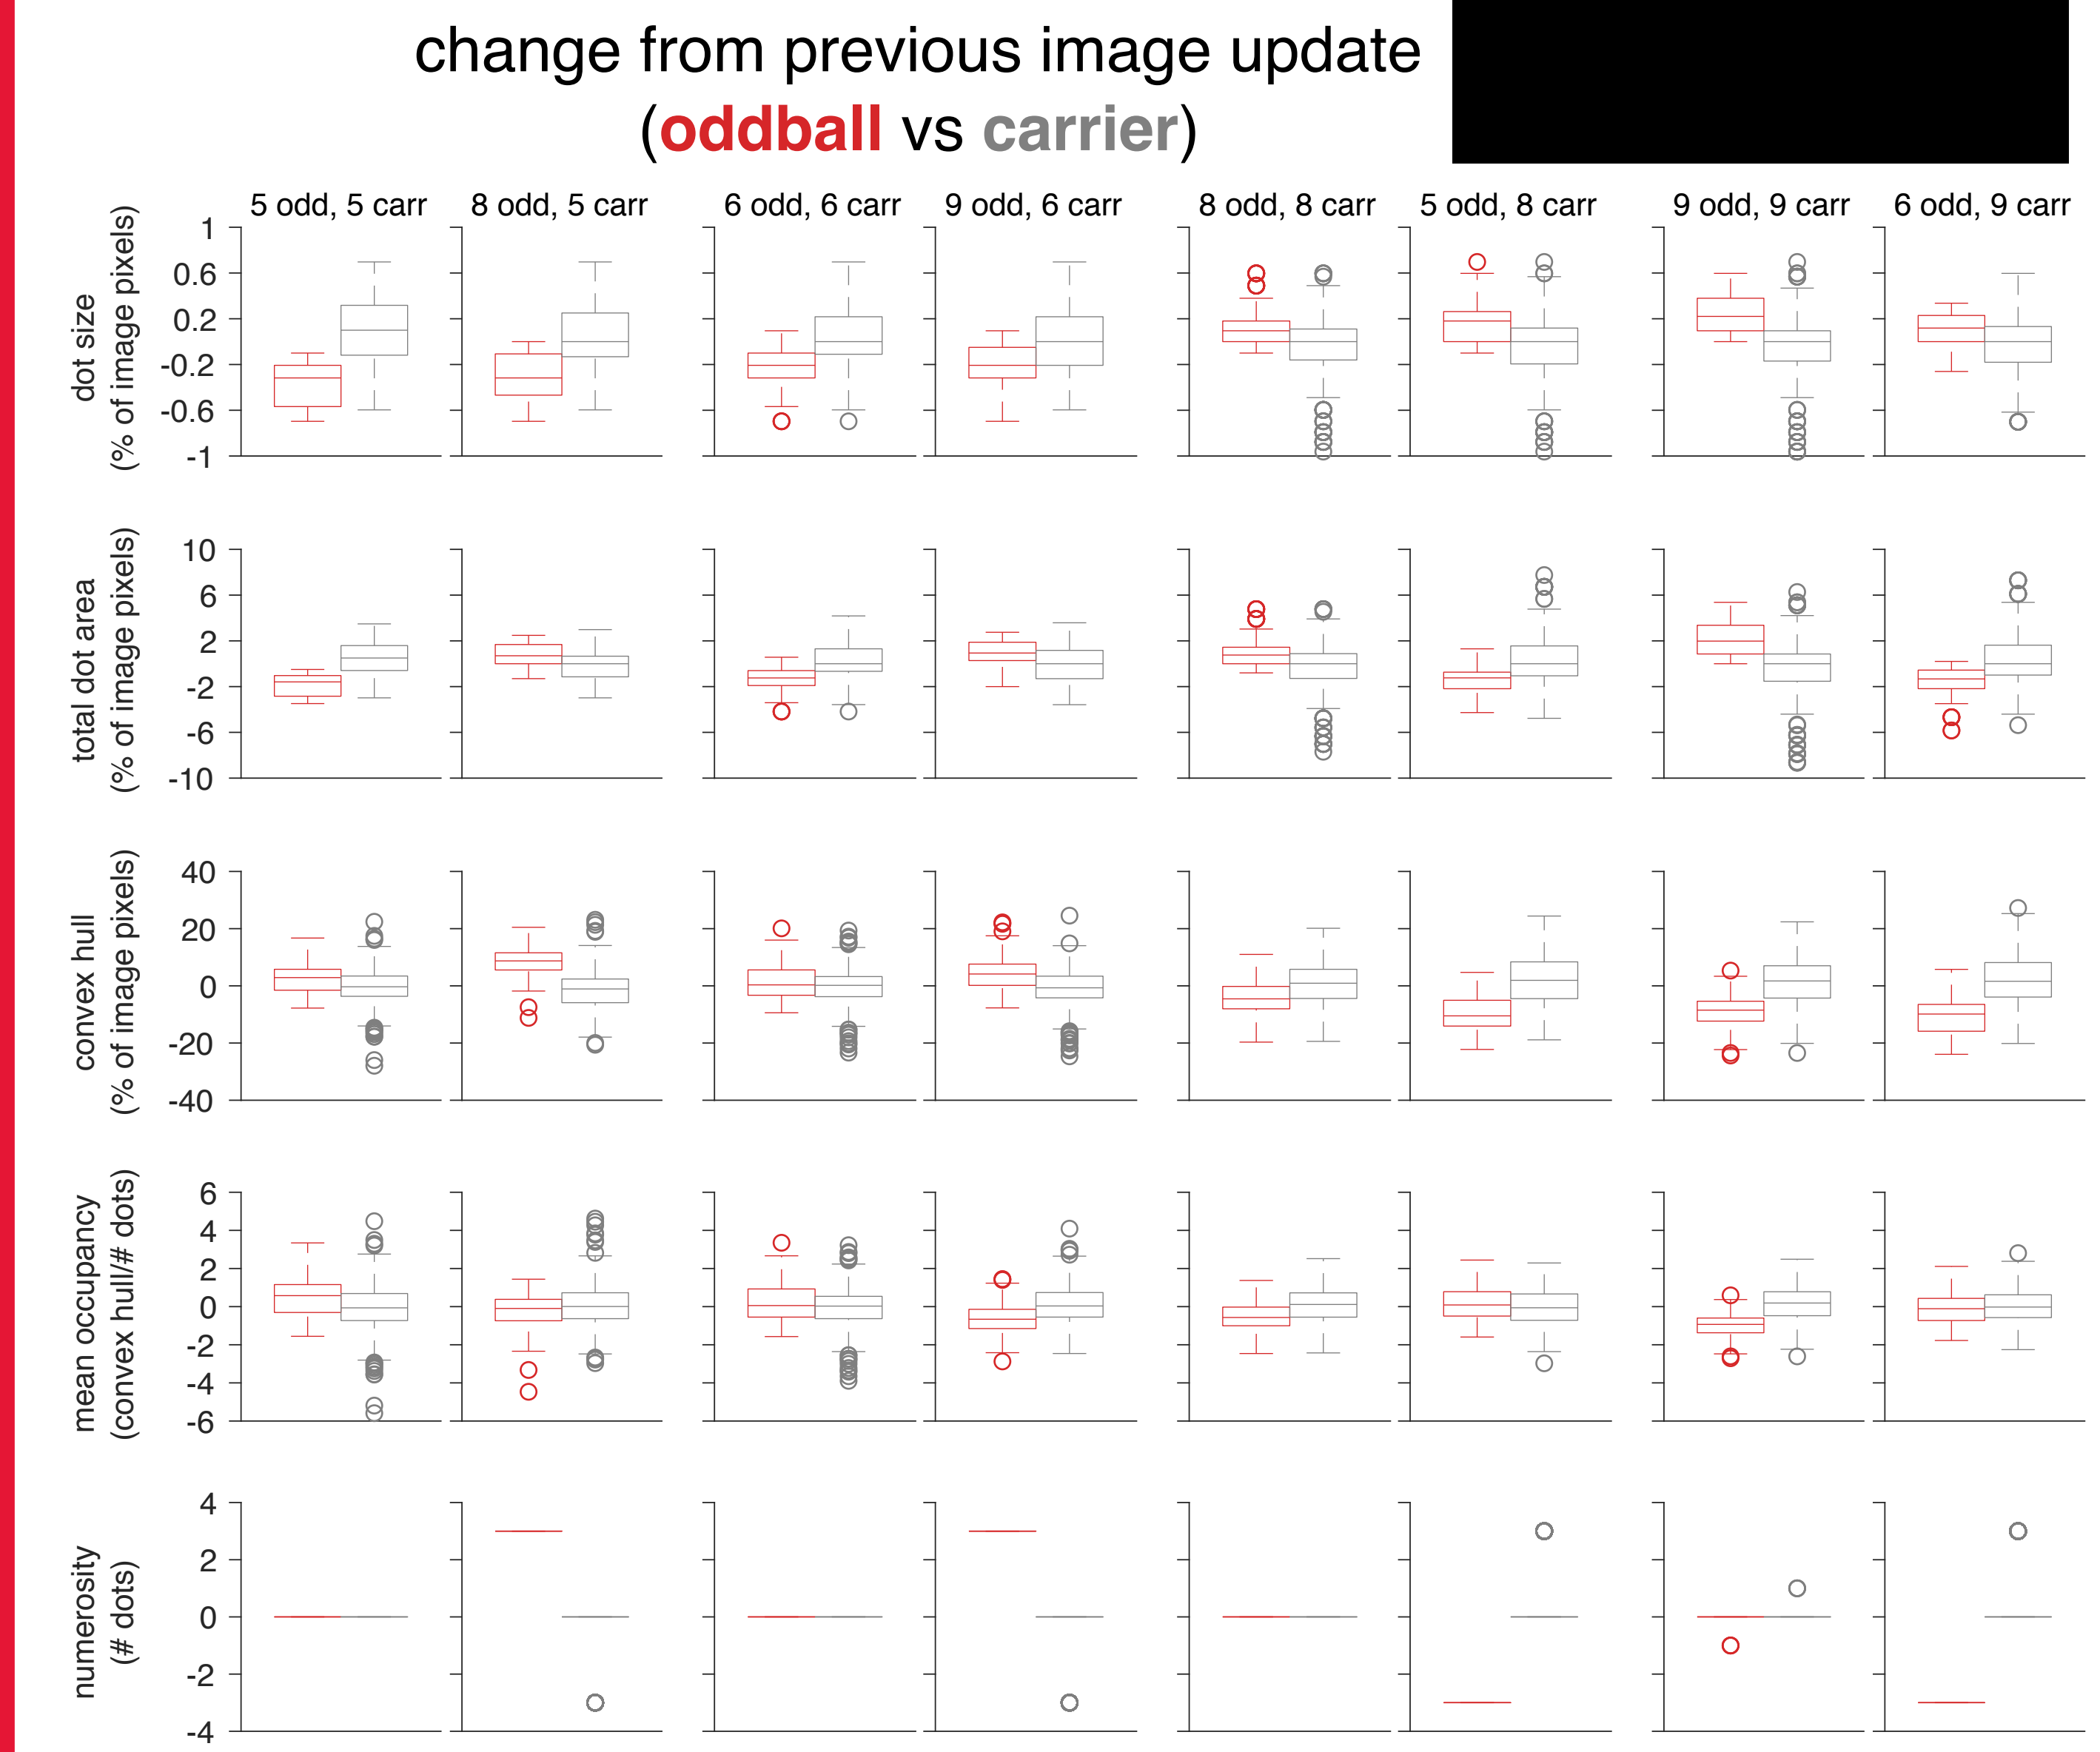 change from previous image update
(oddball vs carrier)
5 odd, 5 carr 8 odd, 5 carr 6 odd, 6 carr 9 odd, 6 carr 8 odd, 8 carr 5 odd, 8 carr 9 odd, 9 carr 6 odd, 9 carr
dot size
(% of image pixels)
1
0.6
0.2
-0.2
-0.6
-1
total dot area
(% of image pixels)
10
6
2
-2
-6
-10
convex hull
(% of image pixels)
40
20
0
-20
-40
mean occupancy
(convex hull/# dots)
6
4
2
0
-2
-4
-6
numerosity
(# dots)
4
2
0
-2
-4